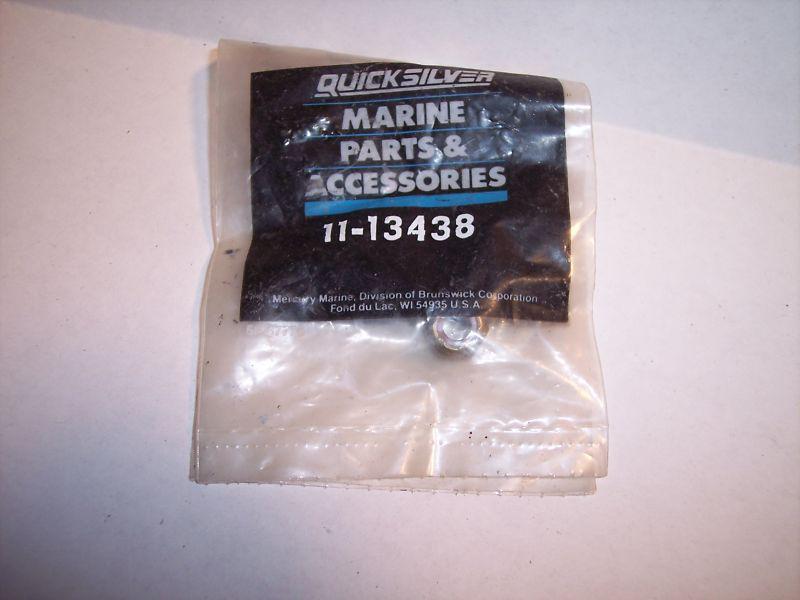 QUICKSILVER
MARINE
PARTS &
ACCESSORIES
11-13438
Mercury Marine, Division of Brunswick Corporation
Fond du Lac, WI 54935 U.S.A.